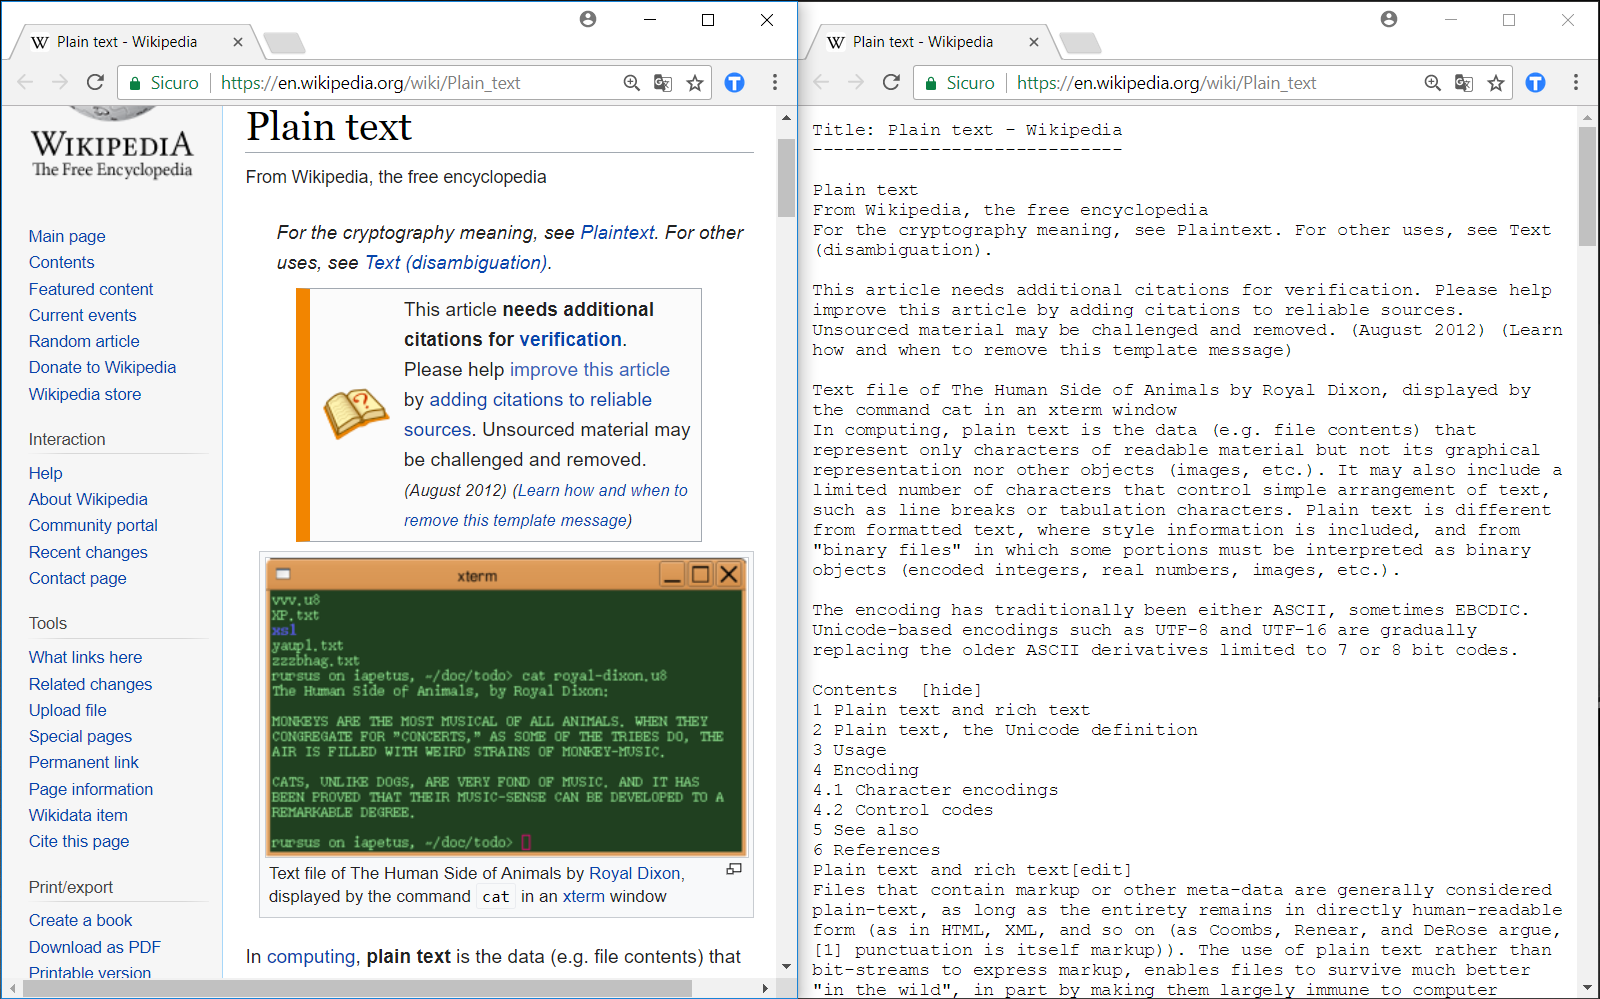 Plain text - Wikipedia
Sicuro
https://en.wikipedia.org/wiki/Plain_text
WIKIPEDIA
The Free Encyclopedia
Main page
Contents
Featured content
Current events
Random article
Donate to Wikipedia
Wikipedia store
Interaction
Help
About Wikipedia
Community portal
Recent changes
Contact page
Tools
What links here
Related changes
Upload file
Special pages
Permanent link
Page information
Wikidata item
Cite this page
Print/export
Create a book
Download as PDF
Printable version
Plain text
From Wikipedia, the free encyclopedia
For the cryptography meaning, see Plaintext. For other
uses, see Text (disambiguation).
This article needs additional
citations for verification.
Please help improve this article
by adding citations to reliable
sources. Unsourced material may
be challenged and removed.
(August 2012) (Learn how and when to
remove this template message)
xterm
vvv.u8
XP.txt
xsl
yaupl.txt
zzzbhag.txt
rursus on iapetus, ~/doc/todo> cat royal-dixon.u8
The Human Side of Animals, by Royal Dixon:
MONKEYS ARE THE MOST MUSICAL OF ALL ANIMALS. WHEN THEY
CONGREGATE FOR "CONCERTS," AS SOME OF THE TRIBES DO, THE
AIR IS FILLED WITH WEIRD STRAINS OF MONKEY-MUSIC.
CATS, UNLIKE DOGS, ARE VERY FOND OF MUSIC. AND IT HAS
BEEN PROVED THAT THEIR MUSIC-SENSE CAN BE DEVELOPED TO A
REMARKABLE DEGREE.
rursus on iapetus, ~/doc/todo>
Text file of The Human Side of Animals by Royal Dixon,
displayed by the command cat in an xterm window
In computing, plain text is the data (e.g. file contents) that
Plain text - Wikipedia
Sicuro
https://en.wikipedia.org/wiki/Plain_text
Title: Plain text - Wikipedia
-----------------------------
Plain text
From Wikipedia, the free encyclopedia
For the cryptography meaning, see Plaintext. For other uses, see Text
(disambiguation).
This article needs additional citations for verification. Please help
improve this article by adding citations to reliable sources.
Unsourced material may be challenged and removed. (August 2012) (Learn
how and when to remove this template message)
Text file of The Human Side of Animals by Royal Dixon, displayed by
the command cat in an xterm window
In computing, plain text is the data (e.g. file contents) that
represent only characters of readable material but not its graphical
representation nor other objects (images, etc.). It may also include a
limited number of characters that control simple arrangement of text,
such as line breaks or tabulation characters. Plain text is different
from formatted text, where style information is included, and from
"binary files" in which some portions must be interpreted as binary
objects (encoded integers, real numbers, images, etc.).
The encoding has traditionally been either ASCII, sometimes EBCDIC.
Unicode-based encodings such as UTF-8 and UTF-16 are gradually
replacing the older ASCII derivatives limited to 7 or 8 bit codes.
Contents  [hide]
1 Plain text and rich text
2 Plain text, the Unicode definition
3 Usage
4 Encoding
4.1 Character encodings
4.2 Control codes
5 See also
6 References
Plain text and rich text[edit]
Files that contain markup or other meta-data are generally considered
plain-text, as long as the entirety remains in directly human-readable
form (as in HTML, XML, and so on (as Coombs, Renear, and DeRose argue,
[1] punctuation is itself markup)). The use of plain text rather than
bit-streams to express markup, enables files to survive much better
"in the wild", in part by making them largely immune to computer